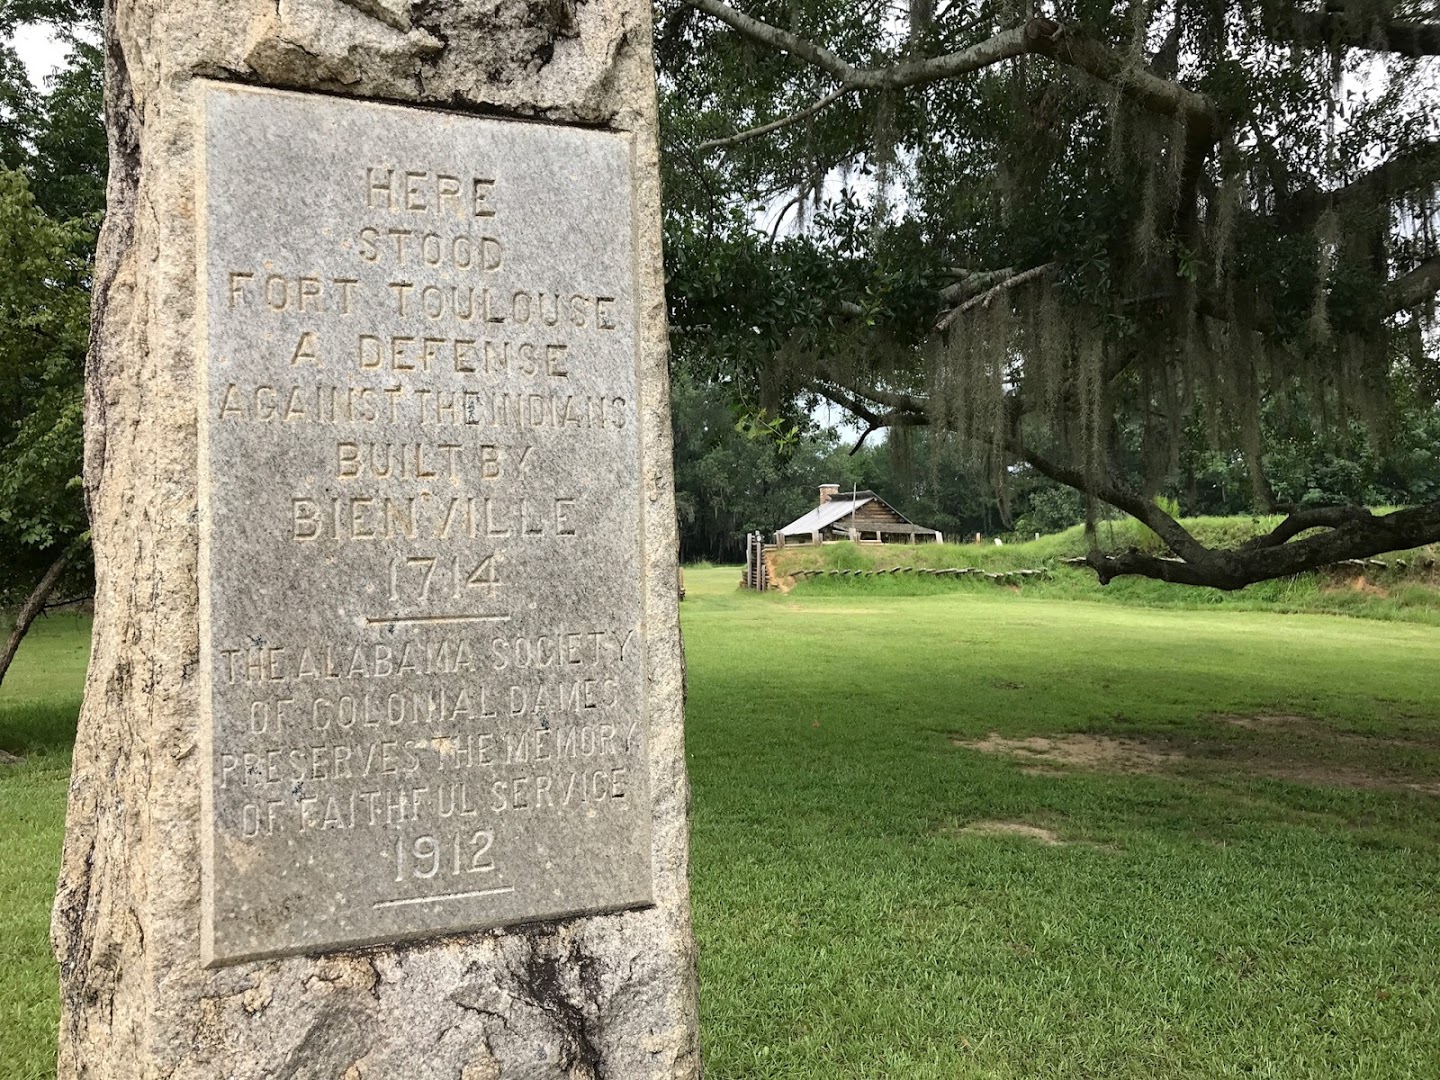 HERE
STOOD
FORT TOULOUSE
A DEFENSE
AGAINST THE INDIANS
BUILT BY
BIENVILLE
1714
THE ALABAMA SOCIETY
OF COLONIAL DAMES
PRESERVES THE MEMORY
OF FAITHFUL SERVICE
1912